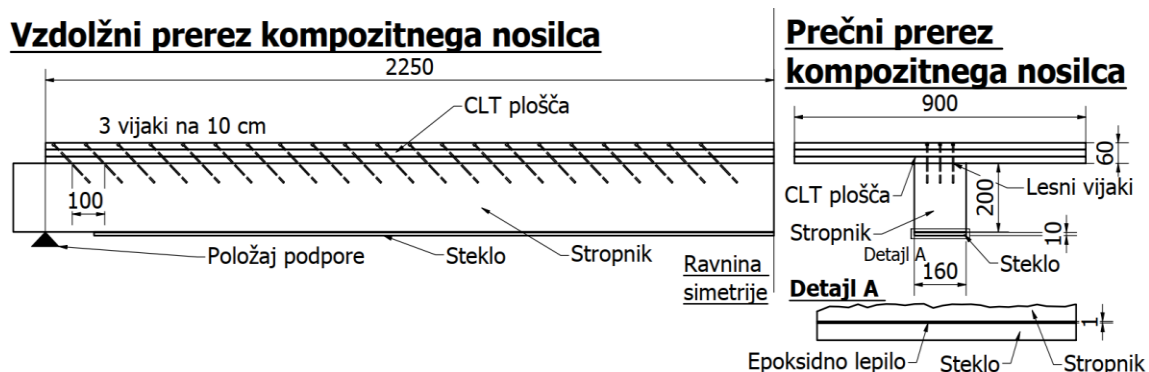 Vzdolžni prerez kompozitnega nosilca
2250
CLT plošča
3 vijaki na 10 cm
100
Položaj podpore
Steklo
Stropnik
Ravnina
simetrije
Prečni prerez
kompozitnega nosilca
900
60
CLT plošča
Lesni vijaki
200
Stropnik
10
Detajl A
Steklo
160
Detajl A
1
Epoksidno lepilo
Steklo
Stropnik